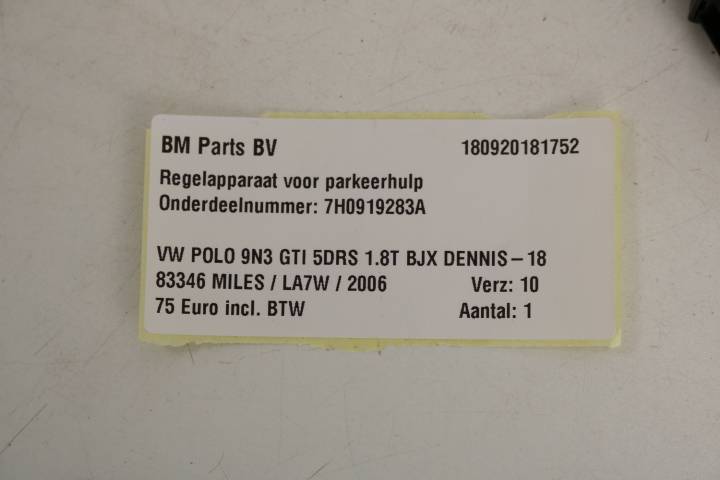 BM Parts BV 180920181752
Regelapparaat voor parkeerhulp
Onderdeelnummer: 7H0919283A
VW POLO 9N3 GTI 5DRS 1.8T BJX DENNIS-18
83346 MILES / LA7W / 2006 Verz: 10
75 Euro incl. BTW Aantal: 1